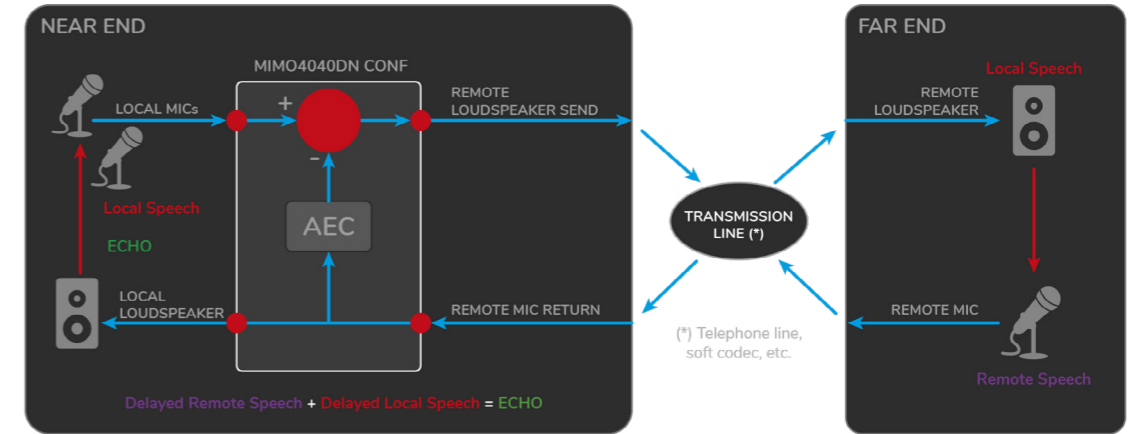 NEAR END
MIMO4040DN CONF
LOCAL MICs
+
REMOTE
LOUDSPEAKER SEND
-
Local Speech
ECHO
AEC
LOCAL
LOUDSPEAKER
REMOTE MIC RETURN
Delayed Remote Speech + Delayed Local Speech = ECHO
TRANSMISSION
LINE (*)
(*) Telephone line,
soft codec, etc.
FAR END
Local Speech
REMOTE
LOUDSPEAKER
REMOTE MIC
Remote Speech